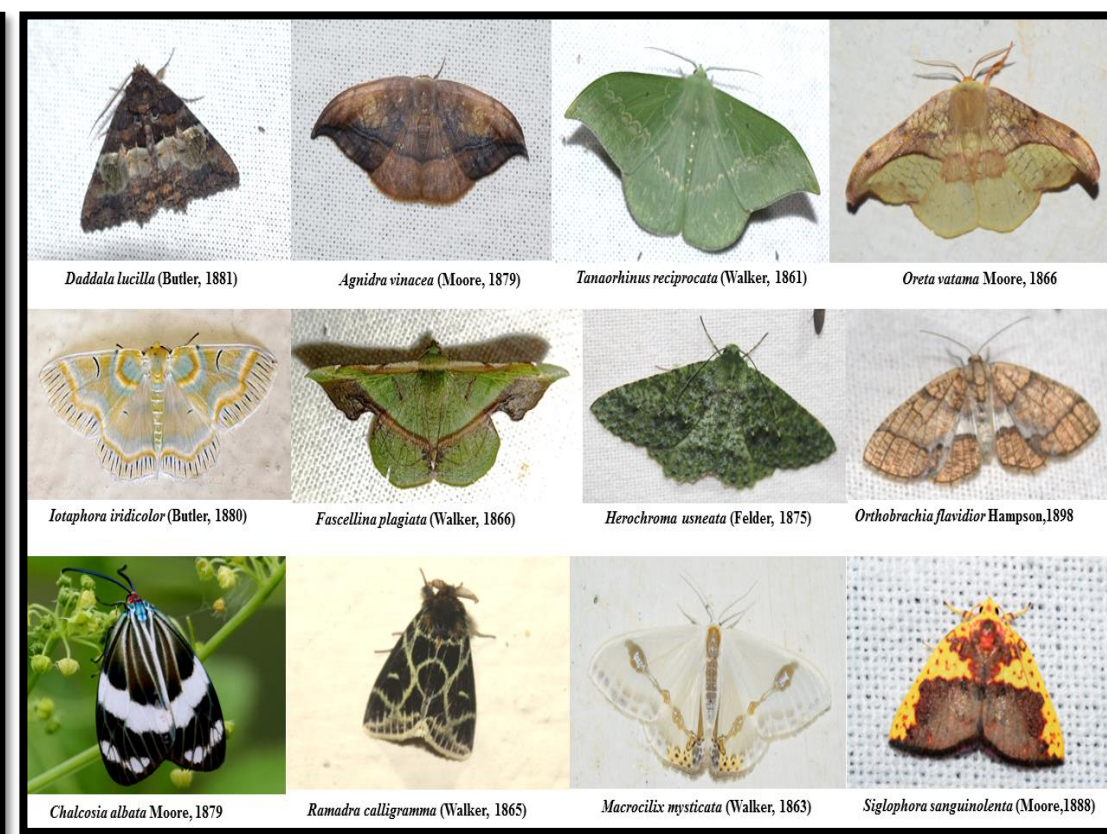 Daddala lucilla (Butler, 1881)
Agnidra vinacea (Moore, 1879)
Tanaorhinus reciprocata (Walker, 1861)
Oreta vatama Moore, 1866
Iotaphora iridicolor (Butler, 1880)
Fascellina plagiata (Walker, 1866)
Herochroma usneata (Felder, 1875)
Orthobrachia flavidior Hampson,1898
Chalcosia albata Moore, 1879
Ramadra calligramma (Walker, 1865)
Macrocilix mysticata (Walker, 1863)
Siglophora sanguinolenta (Moore,1888)